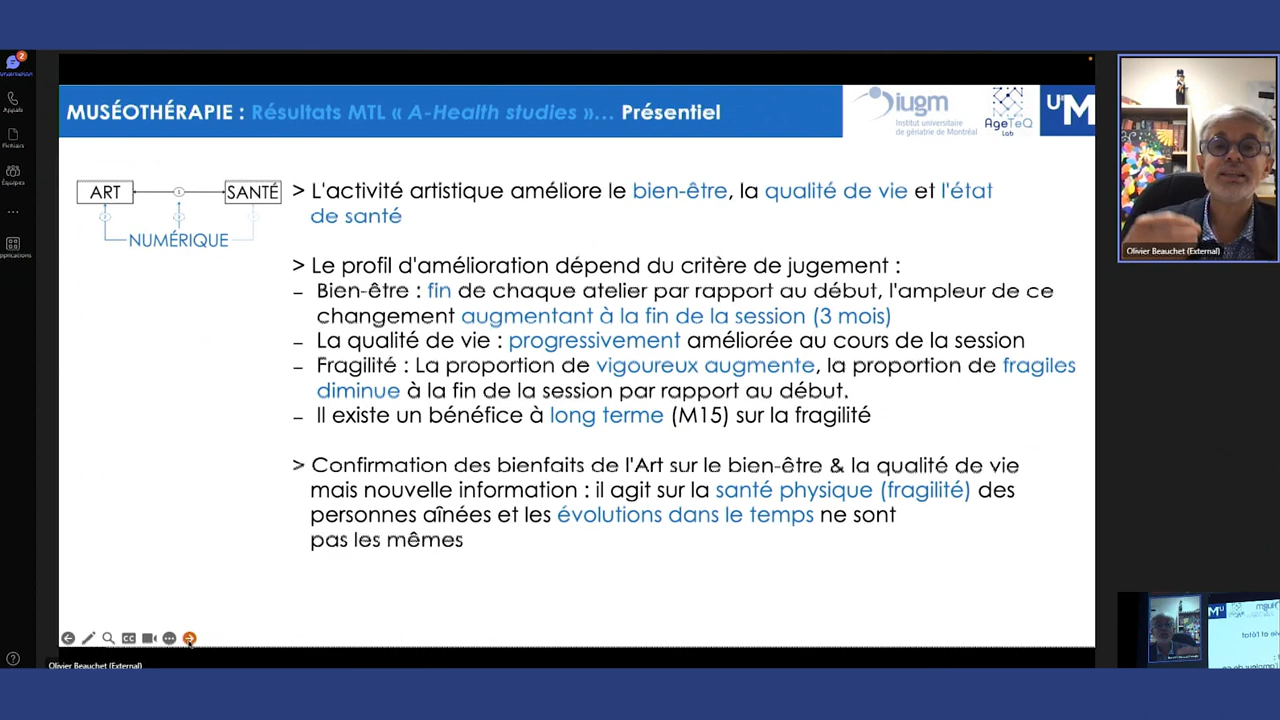 2
Appels
Fichiers
Équipes
...
MUSÉOTHÉRAPIE : Résultats MTL « A-Health studies »... Présentiel
iugm
Institut universitaire
de gériatrie de Montréal
AgeTeQ
Lab
U M
ART
1
SANTÉ
NUMÉRIQUE
> L'activité artistique améliore le bien-être, la qualité de vie et l'état
de santé
> Le profil d'amélioration dépend du critère de jugement :
– Bien-être : fin de chaque atelier par rapport au début, l'ampleur de ce
changement augmentant à la fin de la session (3 mois)
– La qualité de vie : progressivement améliorée au cours de la session
– Fragilité : La proportion de vigoureux augmente, la proportion de fragiles
diminue à la fin de la session par rapport au début.
– Il existe un bénéfice à long terme (M15) sur la fragilité
> Confirmation des bienfaits de l'Art sur le bien-être & la qualité de vie
mais nouvelle information : il agit sur la santé physique (fragilité) des
personnes aînées et les évolutions dans le temps ne sont
pas les mêmes
CC
Olivier Beauchet (External)
Olivier Beauchet (External)